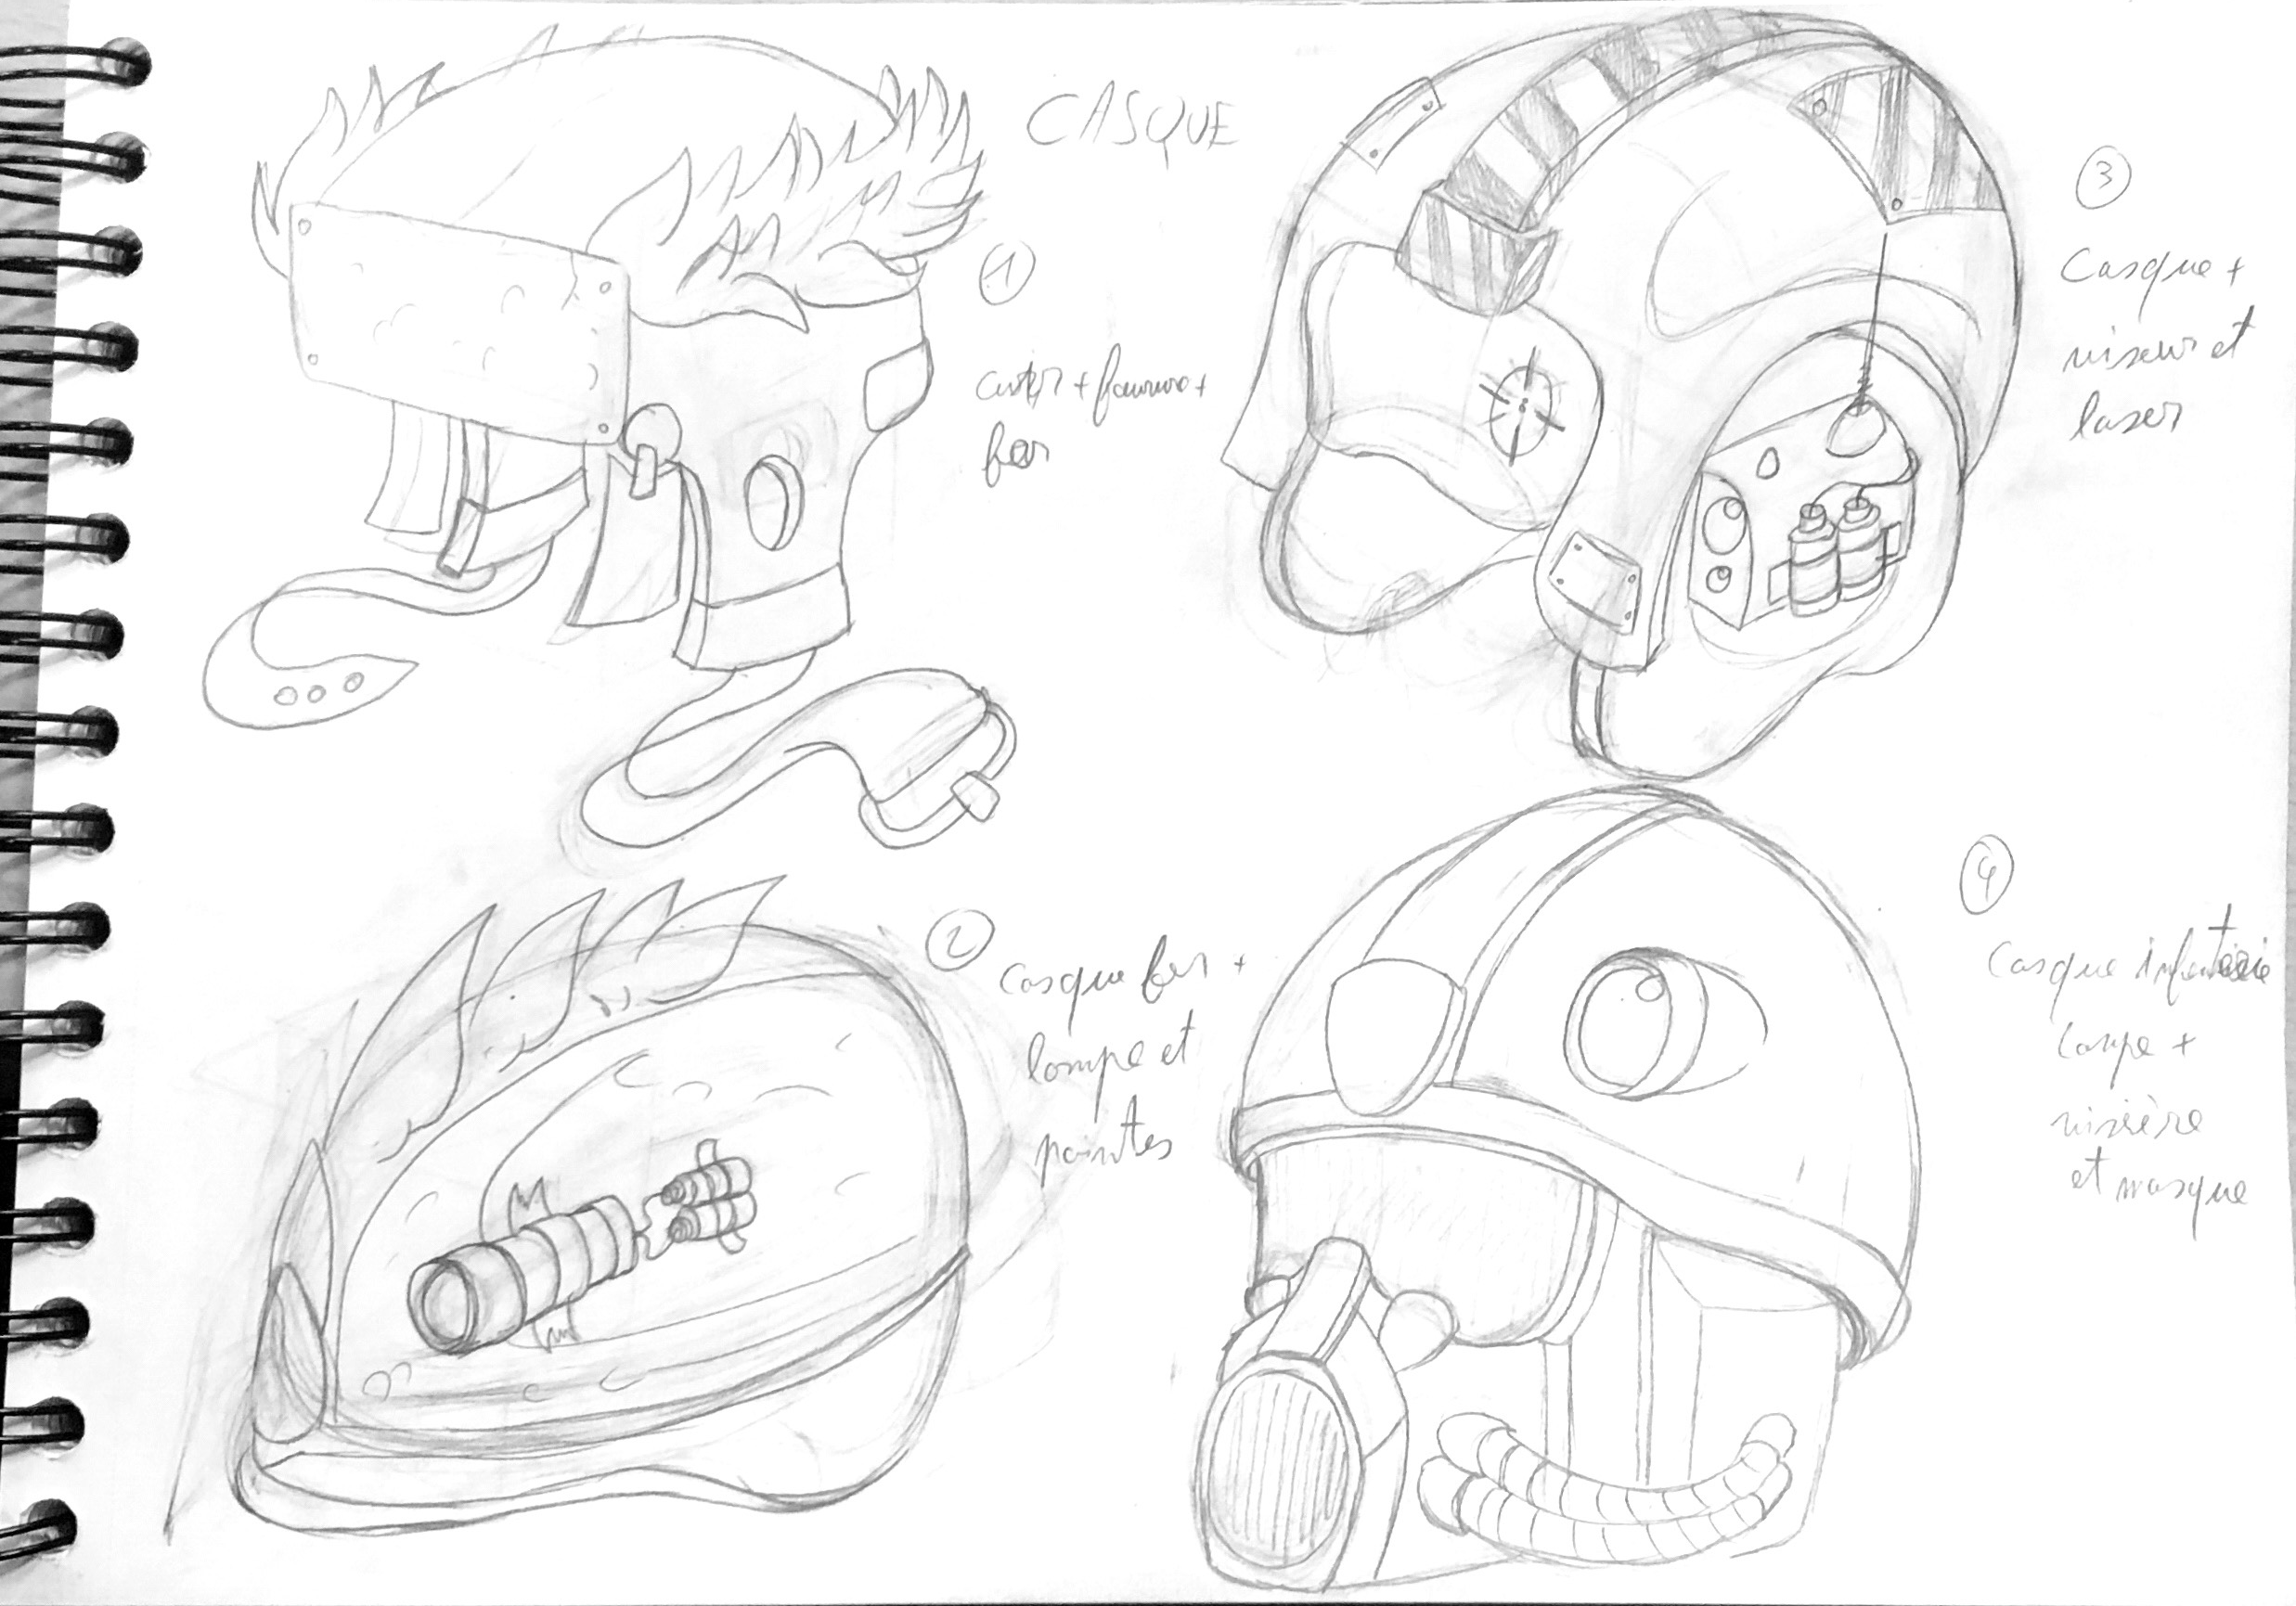 CASQUE
1
+ fourrure +
fer
2
Casque fer +
lampe et
pointes
3
Casque +
viseur et
laser
4
Casque infanterie
lampe +
visière
et masque